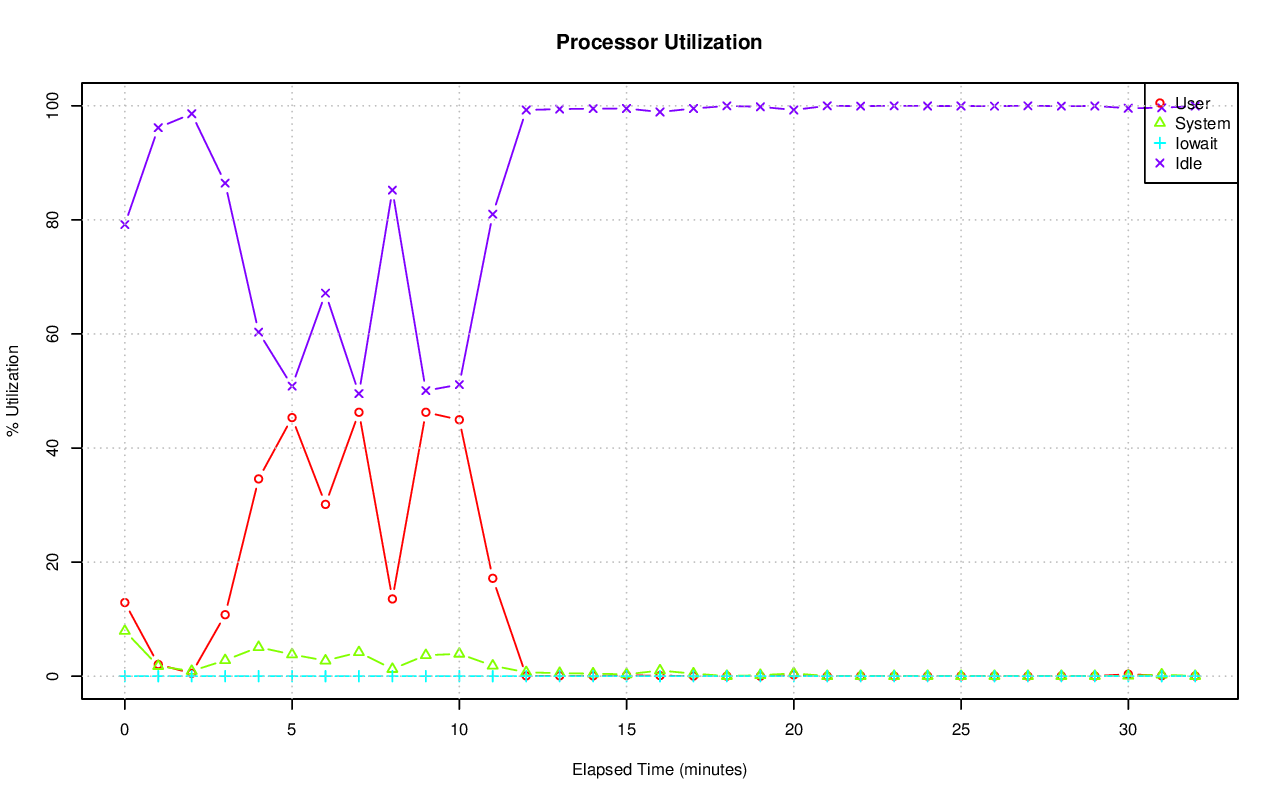 Processor Utilization
% Utilization
100
80
60
40
20
0
User
System
Iowait
Idle
0 5 10 15 20 25 30
Elapsed Time (minutes)